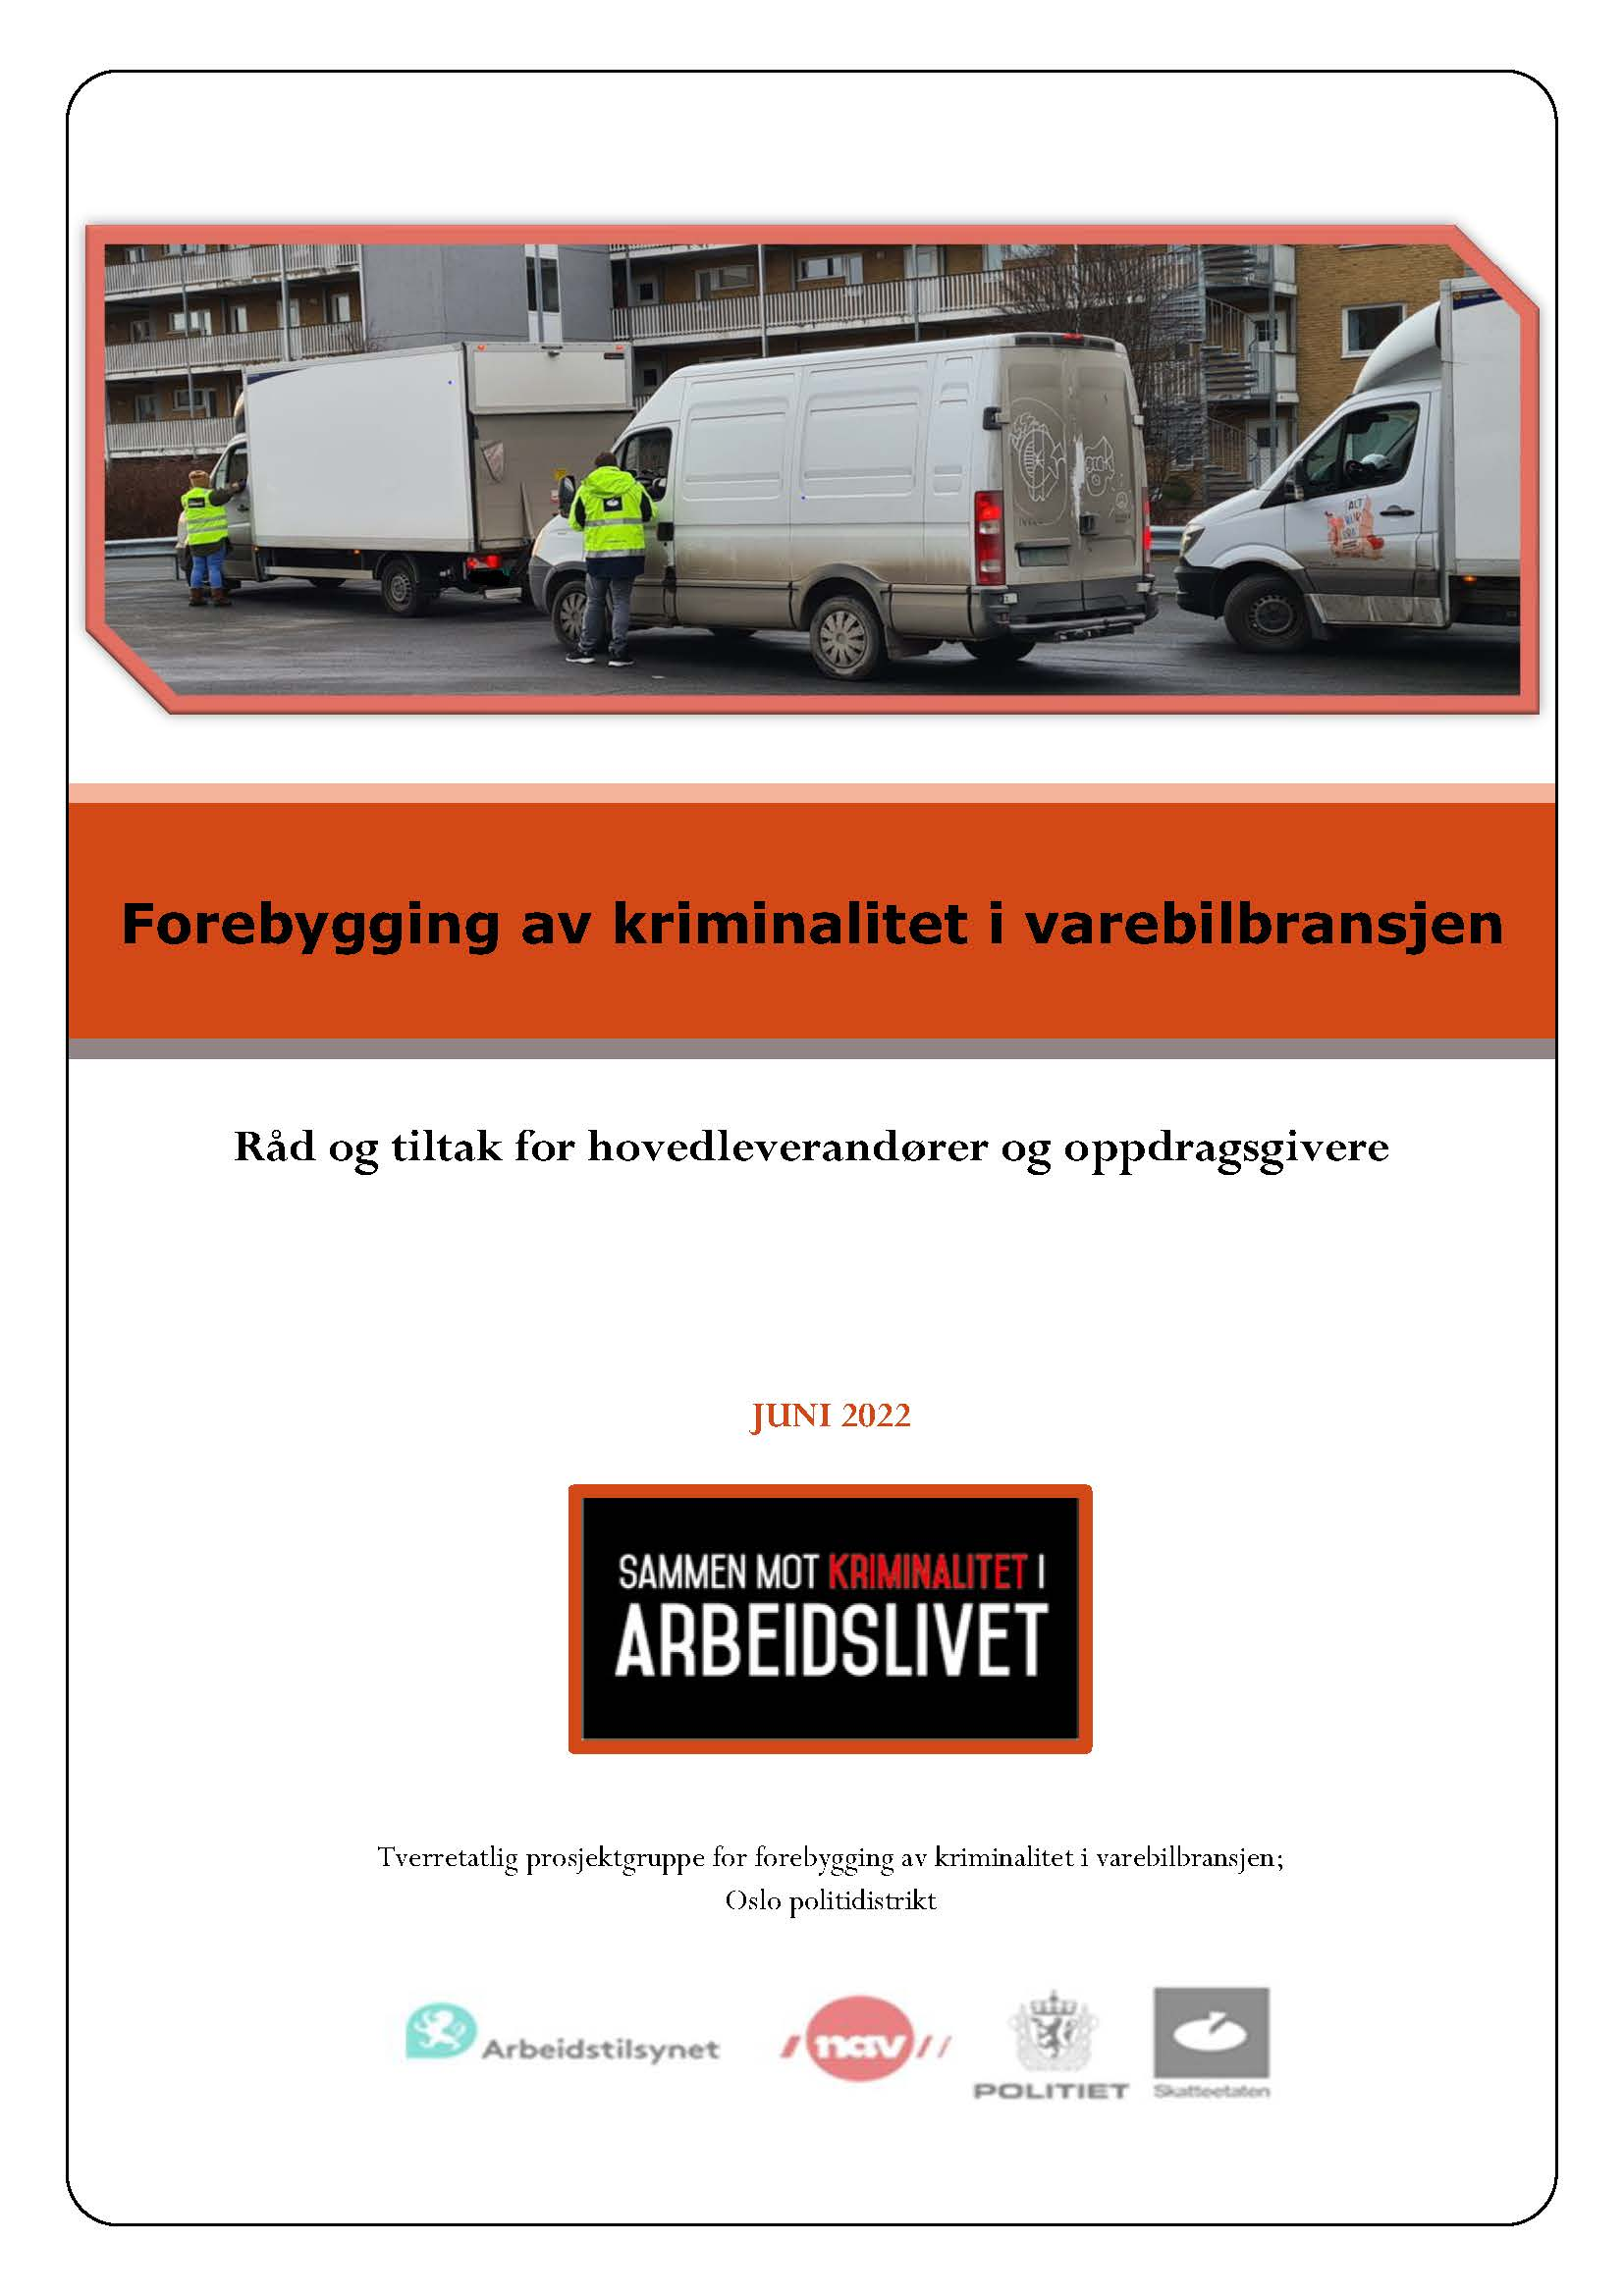 Forebygging av kriminalitet i varebilbransjen
Råd og tiltak for hovedleverandører og oppdragsgivere
JUNI 2022
SAMMEN MOT KRIMINALITET I
ARBEIDSLIVET
Tverretatlig prosjektgruppe for forebygging av kriminalitet i varebilbransjen;
Oslo politidistrikt
Arbeidstilsynet
nav
POLITIET
Skatteetaten